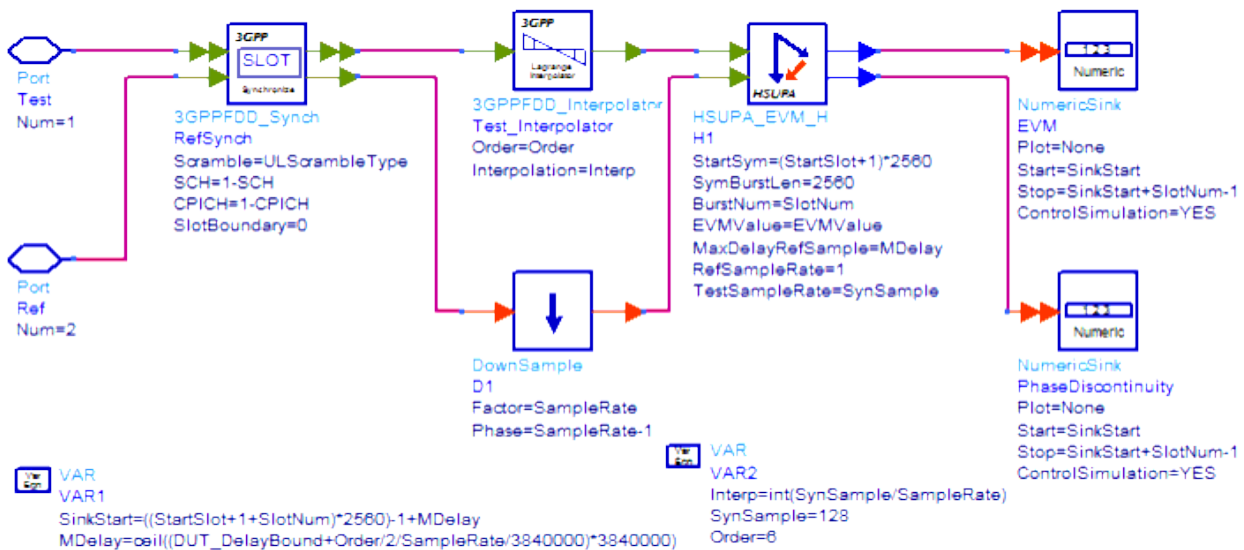 3GPP
SLOT
Synchronize
3GPP
Lagrange
Interpolator
HSUPA
1 2 3
Numeric
Port
Test
Num=1
3GPPFDD_Synch
RefSynch
Scramble=ULScrambleType
SCH=1-SCH
CPICH=1-CPICH
SlotBoundary=0
3GPPFDD_Interpolator
Test_Interpolator
Order=Order
Interpolation=Interp
HSUPA_EVM_H
H1
StartSym=(StartSlot+1)*2560
SymBurstLen=2560
BurstNum=SlotNum
EVMValue=EVMValue
MaxDelayRefSample=MDelay
RefSampleRate=1
TestSampleRate=SynSample
NumericSink
EVM
Plot=None
Start=SinkStart
Stop=SinkStart+SlotNum-1
ControlSimulation=YES
Port
Ref
Num=2
DownSample
D1
Factor=SampleRate
Phase=SampleRate-1
1 2 3
Numeric
NumericSink
PhaseDiscontinuity
Plot=None
Start=SinkStart
Stop=SinkStart+SlotNum-1
ControlSimulation=YES
Var
Eqn
VAR
VAR1
SinkStart=((StartSlot+1+SlotNum)*2560)-1+MDelay
MDelay=ceil((DUT_DelayBound+Order/2/SampleRate/3840000)*3840000)
Var
Eqn
VAR
VAR2
Interp=int(SynSample/SampleRate)
SynSample=128
Order=6